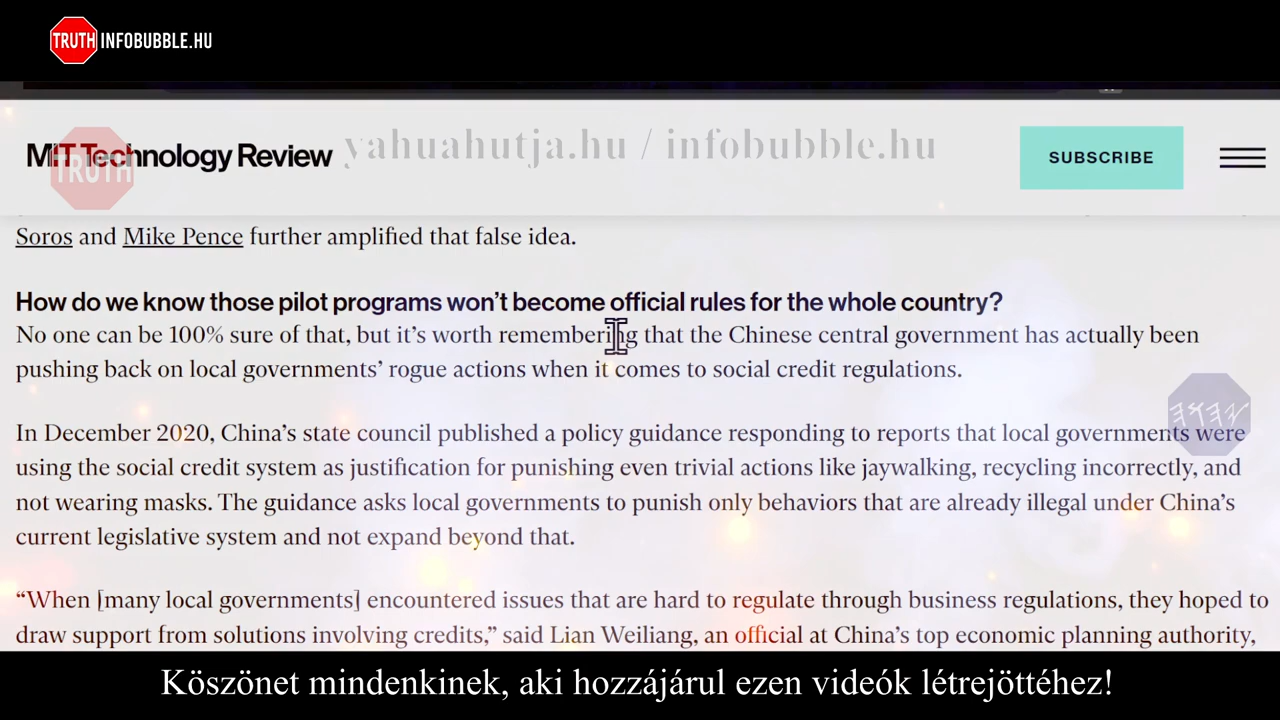 TRUTH INFOBUBBLE.HU
MIT Technology Review
TRUTH
yahuahutja.hu / infobubble.hu
SUBSCRIBE
Soros and Mike Pence further amplified that false idea.
How do we know those pilot programs won’t become official rules for the whole country?
No one can be 100% sure of that, but it’s worth remembering that the Chinese central government has actually been
pushing back on local governments’ rogue actions when it comes to social credit regulations.
In December 2020, China’s state council published a policy guidance responding to reports that local governments were
using the social credit system as justification for punishing even trivial actions like jaywalking, recycling incorrectly, and
not wearing masks. The guidance asks local governments to punish only behaviors that are already illegal under China’s
current legislative system and not expand beyond that.
“When [many local governments] encountered issues that are hard to regulate through business regulations, they hoped to
draw support from solutions involving credits,” said Lian Weiliang, an official at China’s top economic planning authority,
Köszönet mindenkinek, aki hozzájárul ezen videók létrejöttéhez!